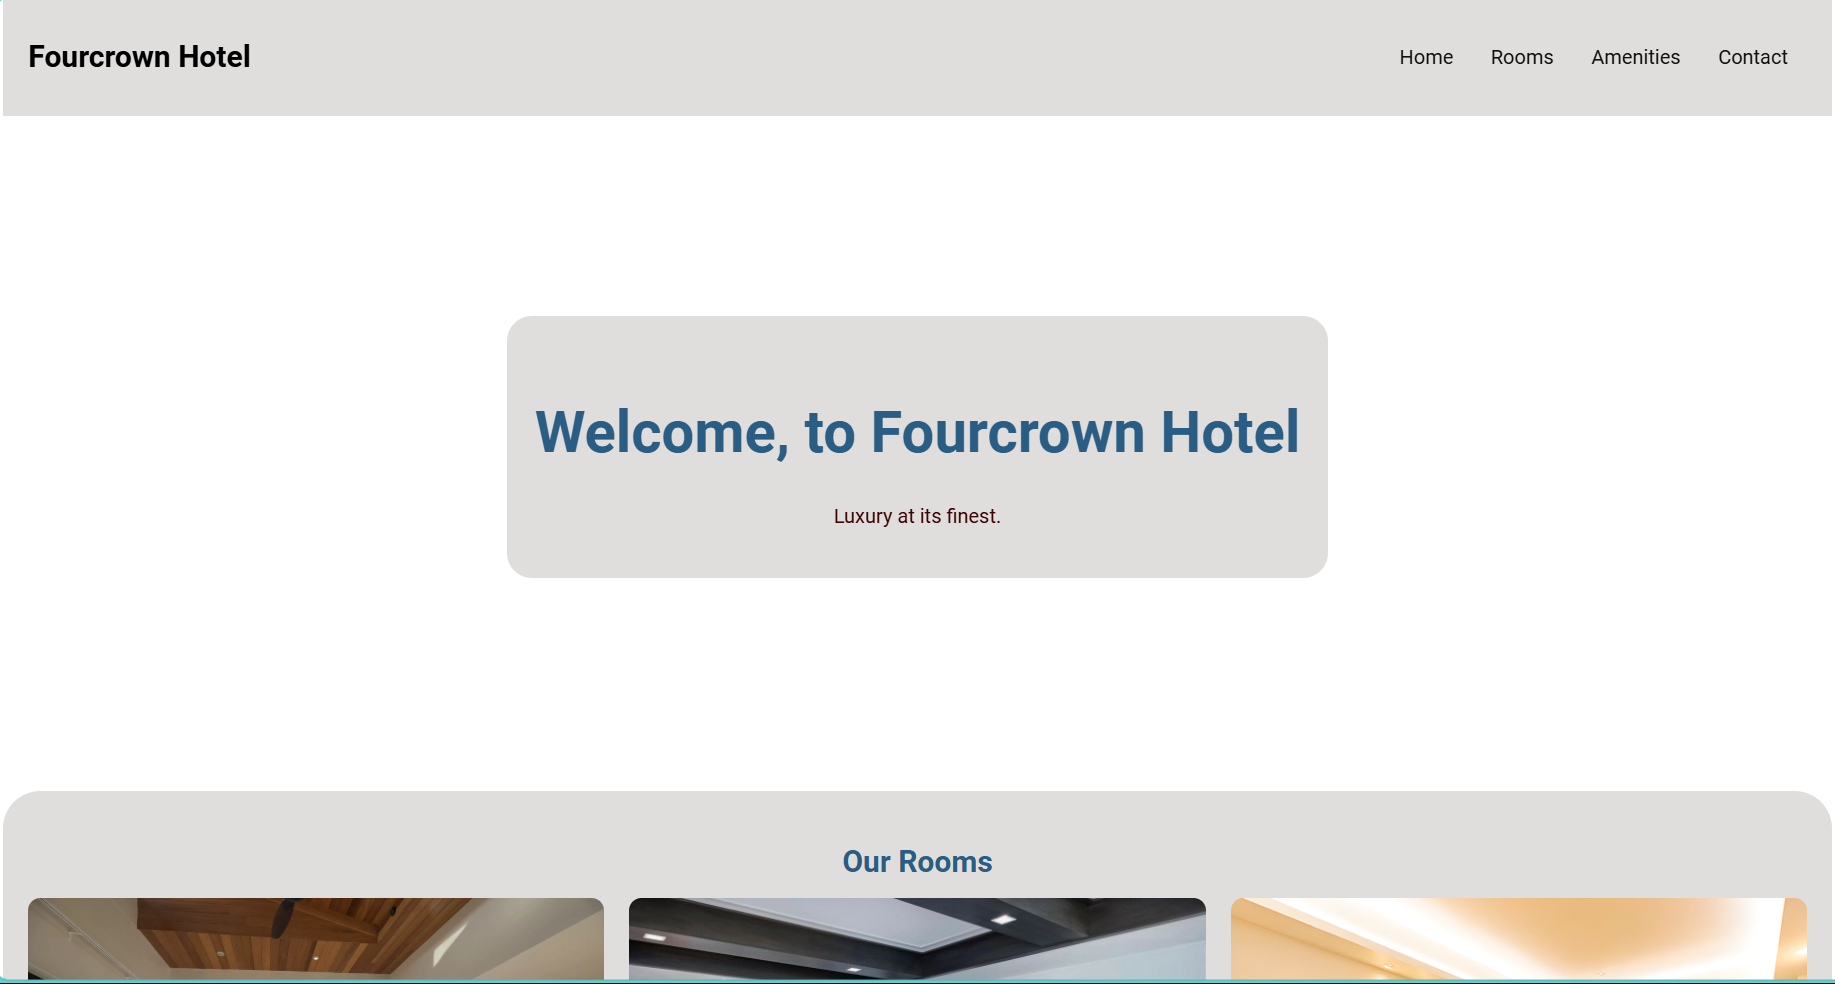 Fourcrown Hotel
Home Rooms Amenities Contact
Welcome, to Fourcrown Hotel
Luxury at its finest.
Our Rooms